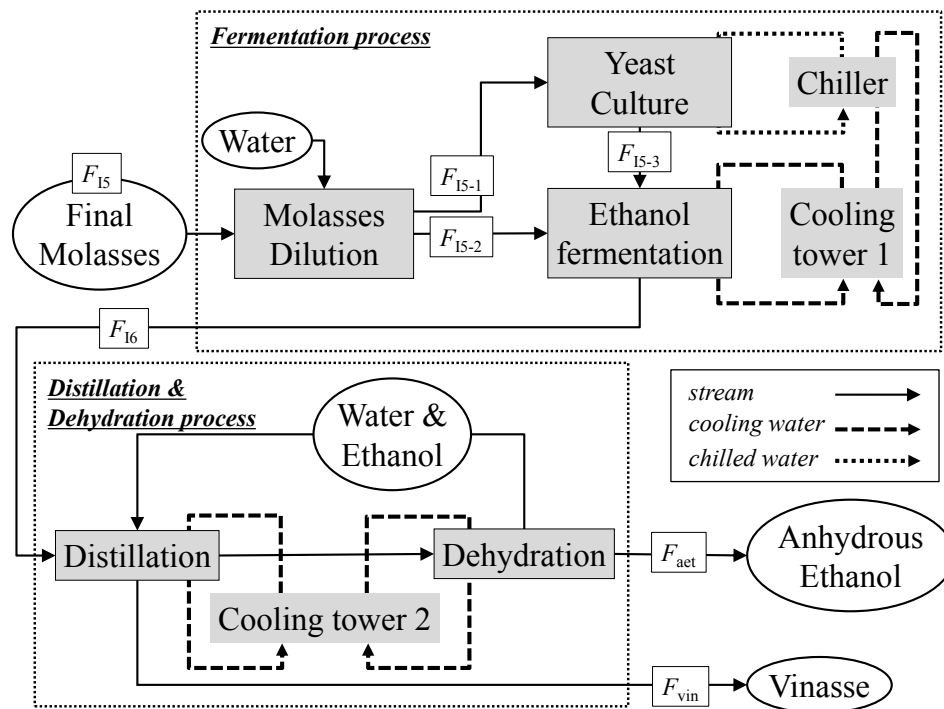 Fermentation process
Yeast
Culture
Chiller
Water
F_I5
F_I5-1
F_I5-3
Final
Molasses
Molasses
Dilution
F_I5-2
Ethanol
fermentation
Cooling
tower 1
F_I6
Distillation &
Dehydration process
Water &
Ethanol
stream
cooling water
chilled water
Distillation
Dehydration
F_aet
Anhydrous
Ethanol
Cooling tower 2
F_vin
Vinasse